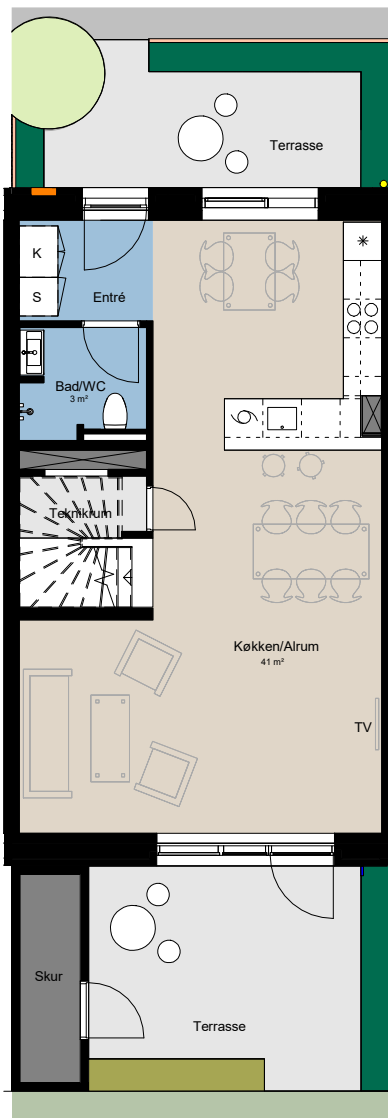 Terrasse
K
S
Entré
Bad/WC
3 m²
Teknikrum
Køkken/Alrum
41 m²
TV
Skur
Terrasse